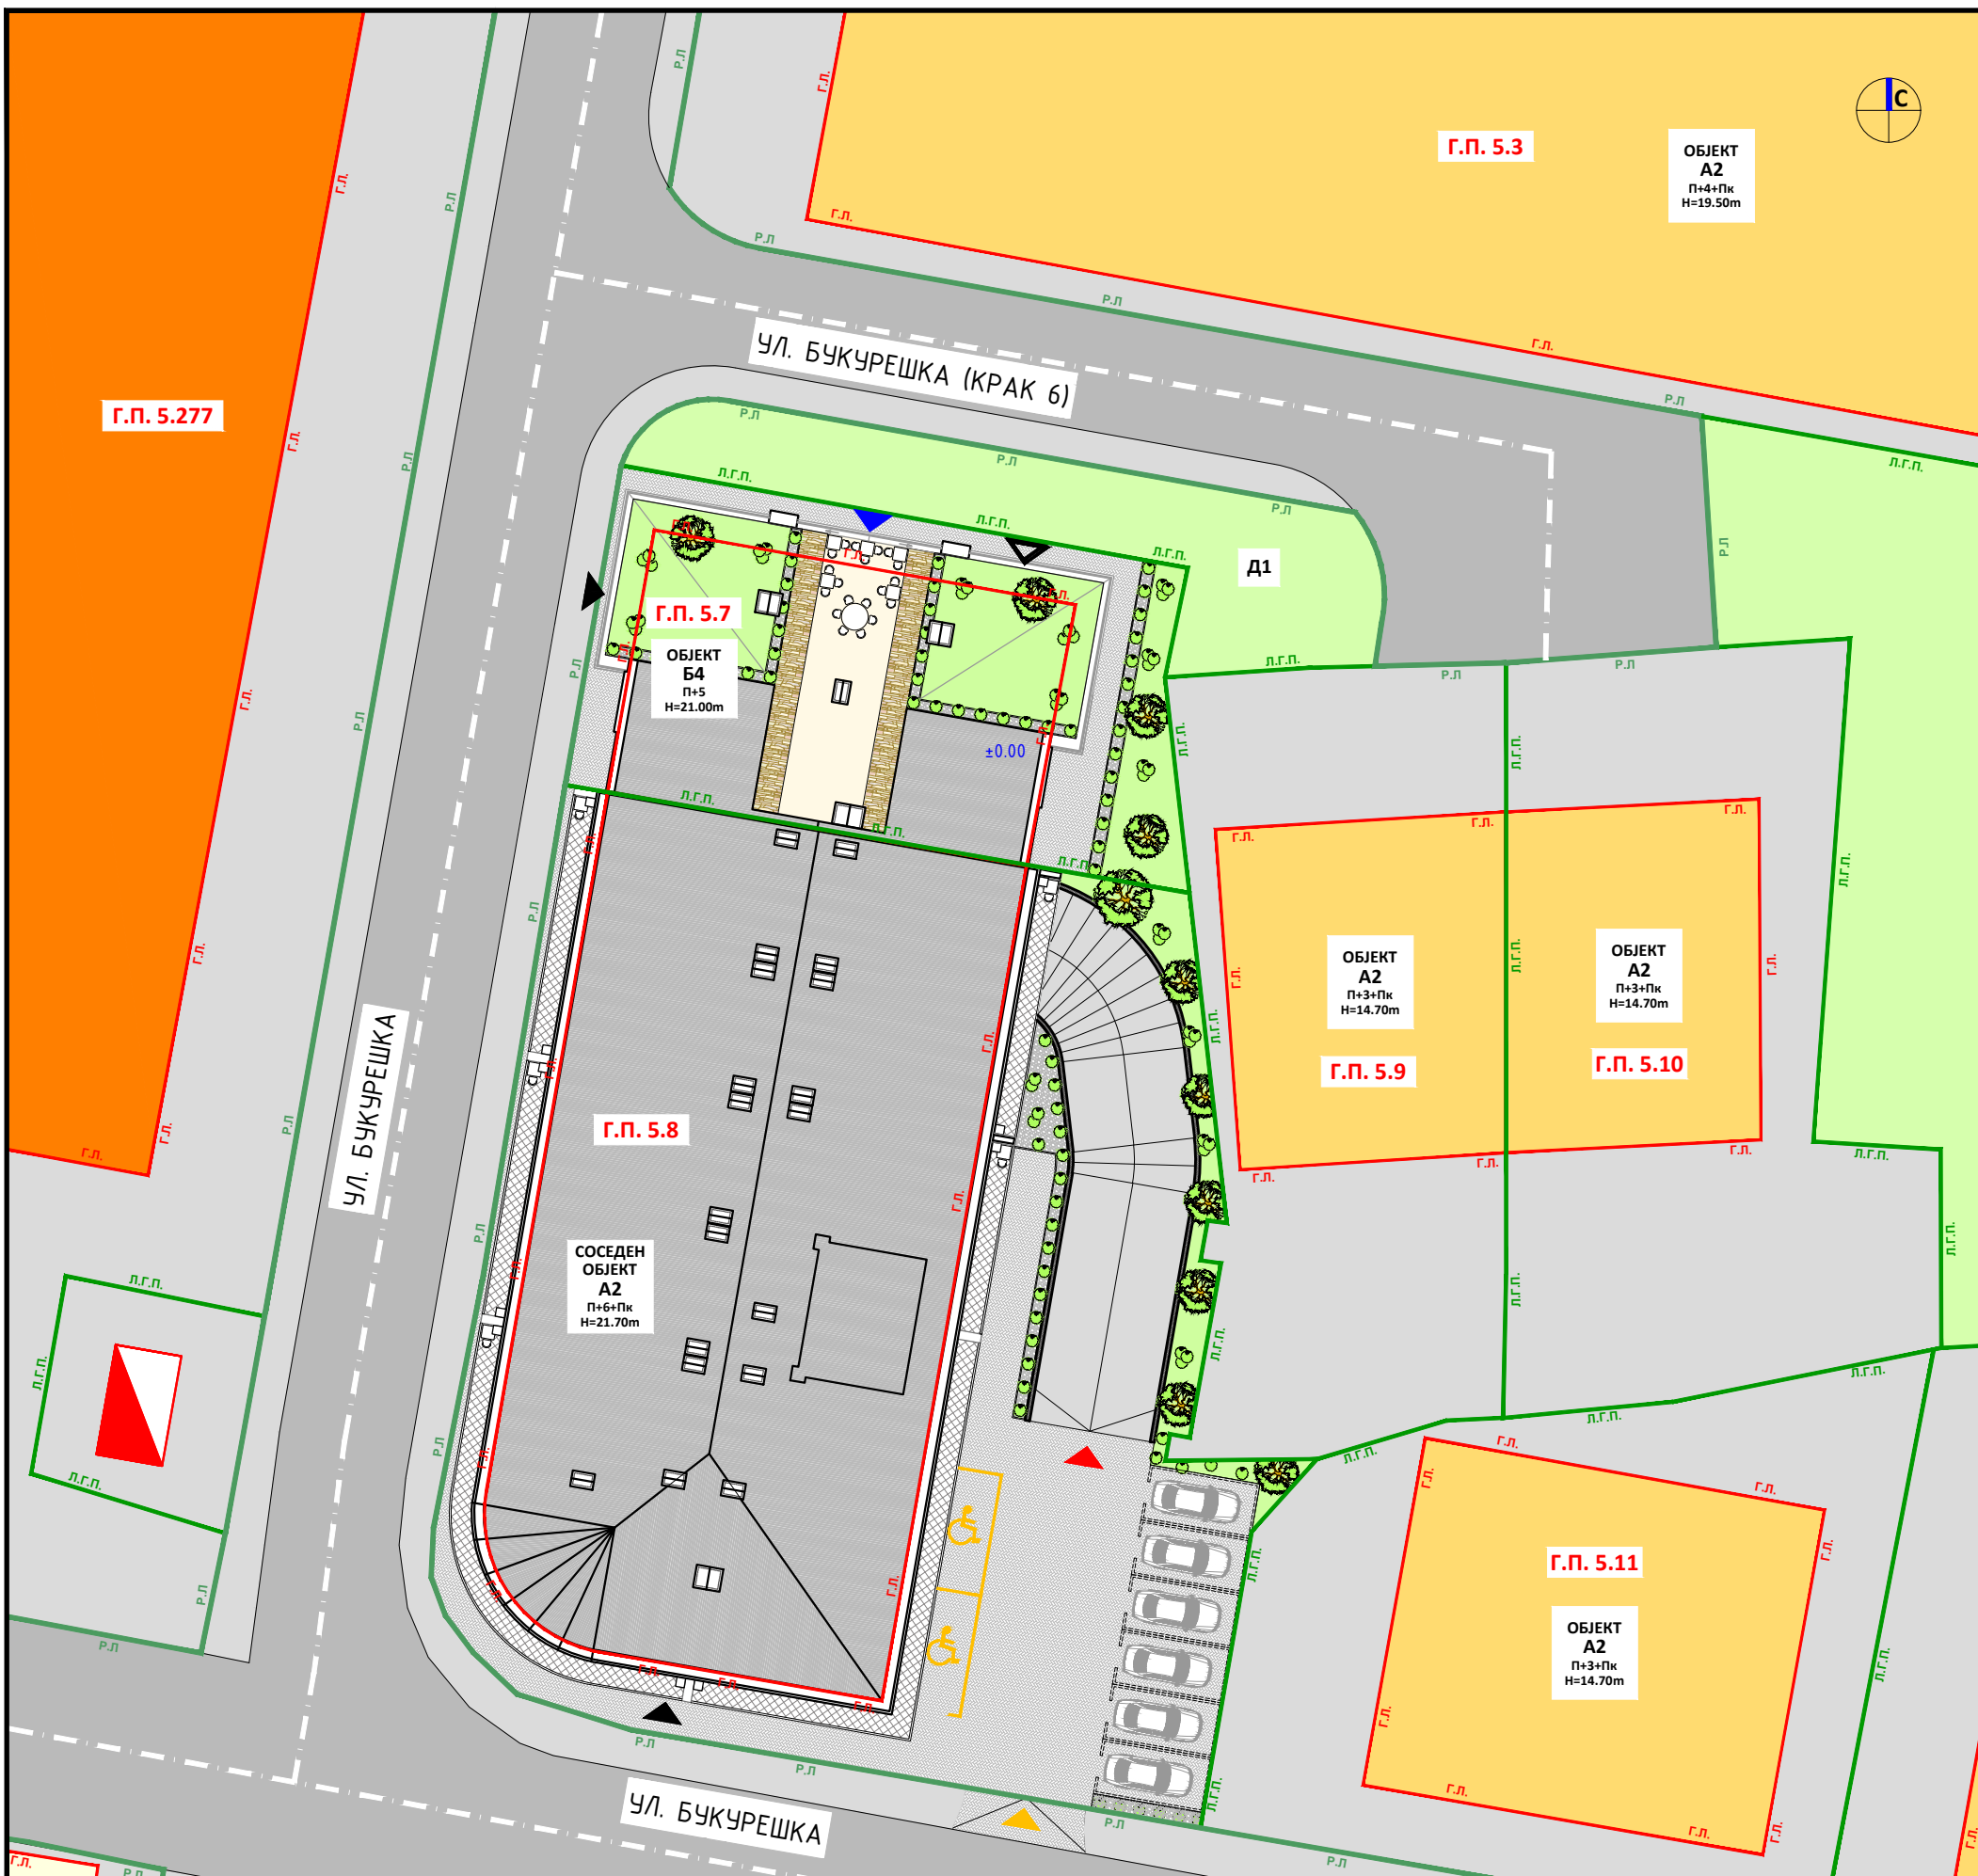 С
Г.П. 5.3
ОБЈЕКТ
А2
П+4+Пк
H=19.50m
Г.П. 5.277
УЛ. БУКУРЕШКА (КРАК 6)
Д1
Г.П. 5.7
ОБЈЕКТ
Б4
П+5
H=21.00m
±0.00
ОБЈЕКТ
А2
П+3+Пк
H=14.70m
Г.П. 5.9
ОБЈЕКТ
А2
П+3+Пк
H=14.70m
Г.П. 5.10
УЛ. БУКУРЕШКА
Г.П. 5.8
СОСЕДЕН
ОБЈЕКТ
А2
П+6+Пк
H=21.70m
Г.П. 5.11
ОБЈЕКТ
А2
П+3+Пк
H=14.70m
УЛ. БУКУРЕШКА
Г.Л.
Р.Л
Л.Г.П.